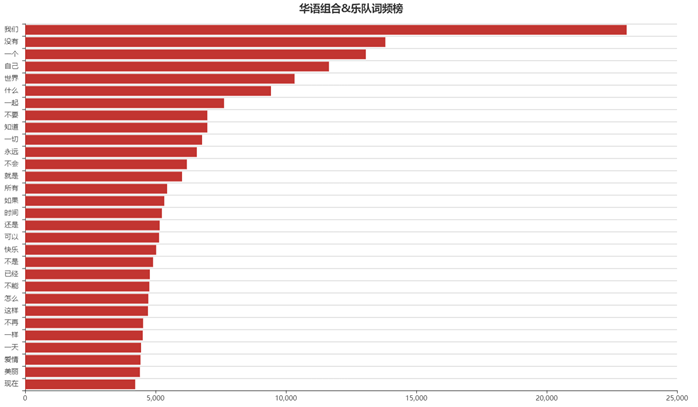 华语组合&乐队词频榜
我们
没有
一个
自己
世界
什么
一起
不要
知道
一切
永远
不会
就是
所有
如果
时间
还是
可以
快乐
不是
已经
不能
怎么
这样
不再
一样
一天
爱情
美丽
现在
0 5,000 10,000 15,000 20,000 25,000